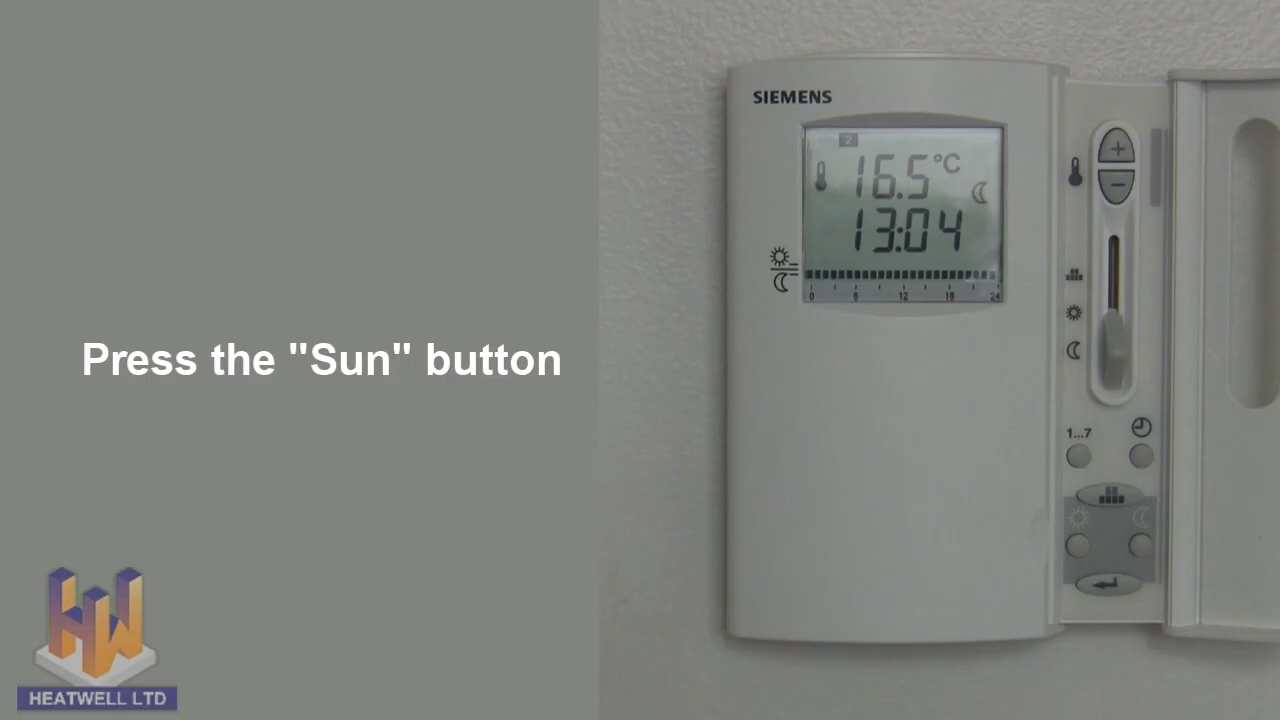 SIEMENS
2
16.5°C
13:04
0 6 12 18 24
+
−
1...7
Press the "Sun" button
HW
HEATWELL LTD